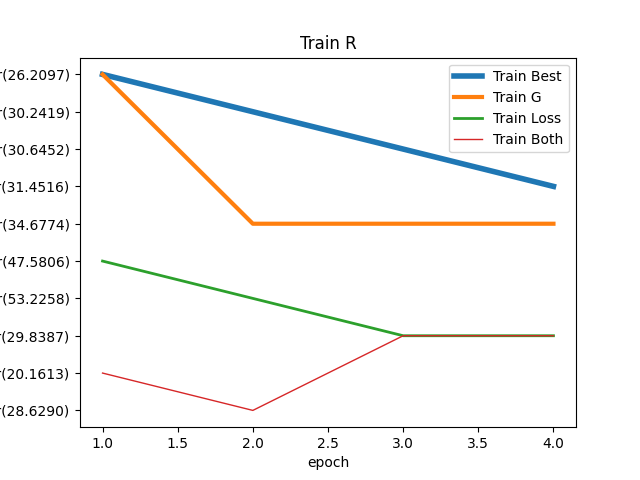 Train R
r(26.2097)
r(30.2419)
r(30.6452)
r(31.4516)
r(34.6774)
r(47.5806)
r(53.2258)
r(29.8387)
r(20.1613)
r(28.6290)
Train Best
Train G
Train Loss
Train Both
1.0 1.5 2.0 2.5 3.0 3.5 4.0
epoch